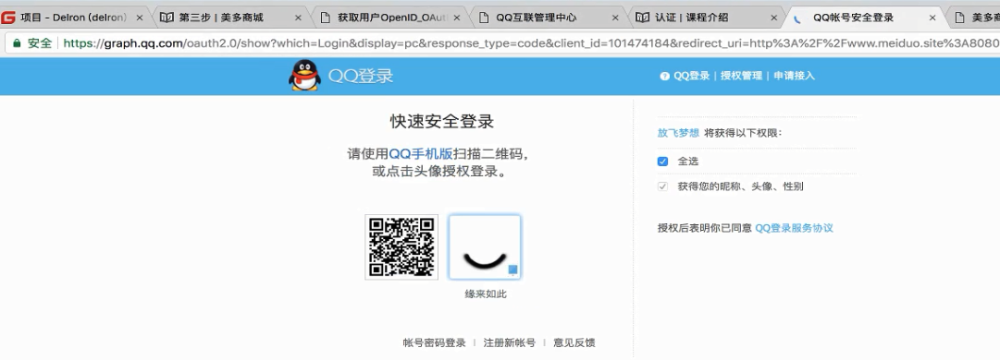 项目 - Delron (delron)
第三步 | 美多商城
获取用户OpenID_OAut
QQ互联管理中心
认证 | 课程介绍
QQ帐号安全登录
美多商
安全 | https://graph.qq.com/oauth2.0/show?which=Login&display=pc&response_type=code&client_id=101474184&redirect_uri=http%3A%2F%2Fwww.meiduo.site%3A8080
QQ登录
QQ登录 | 授权管理 | 申请接入
快速安全登录
请使用QQ手机版扫描二维码，
或点击头像授权登录。
缘来如此
帐号密码登录 | 注册新帐号 | 意见反馈
放飞梦想 将获得以下权限：
全选
获得您的昵称、头像、性别
授权后表明你已同意 QQ登录服务协议